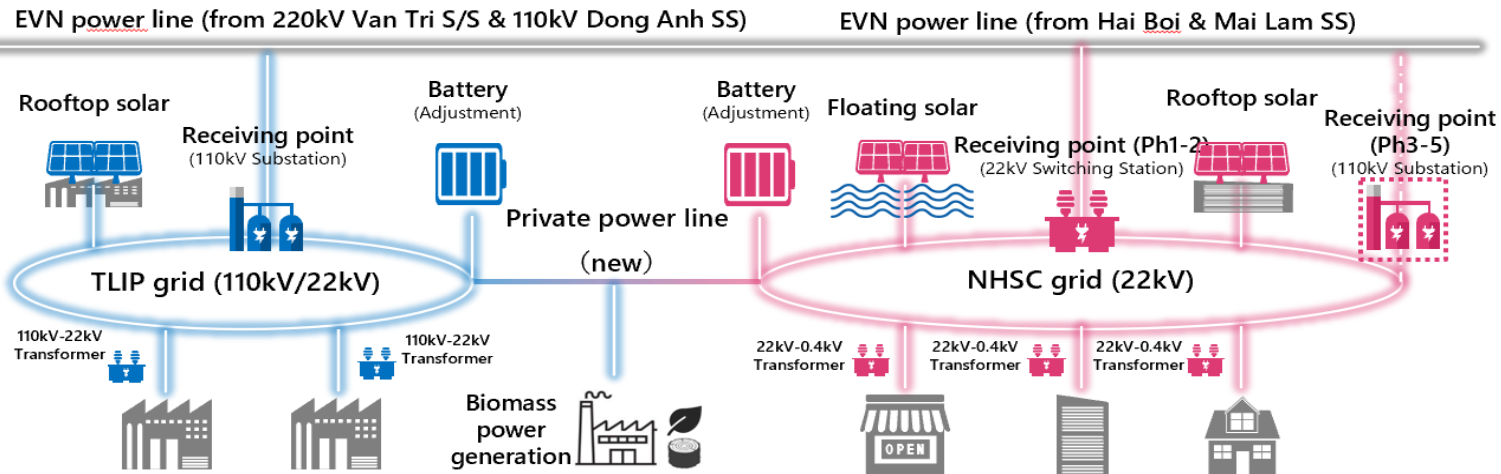 EVN power line (from 220kV Van Tri S/S & 110kV Dong Anh SS)
EVN power line (from Hai Boi & Mai Lam SS)
Rooftop solar
Receiving point
(110kV Substation)
Battery
(Adjustment)
Battery
(Adjustment)
Floating solar
Receiving point (Ph1-2)
(22kV Switching Station)
Rooftop solar
Receiving point
(Ph3-5)
(110kV Substation)
Private power line
（new）
TLIP grid (110kV/22kV)
NHSC grid (22kV)
110kV-22kV
Transformer
110kV-22kV
Transformer
22kV-0.4kV
Transformer
22kV-0.4kV
Transformer
22kV-0.4kV
Transformer
Biomass
power
generation
OPEN